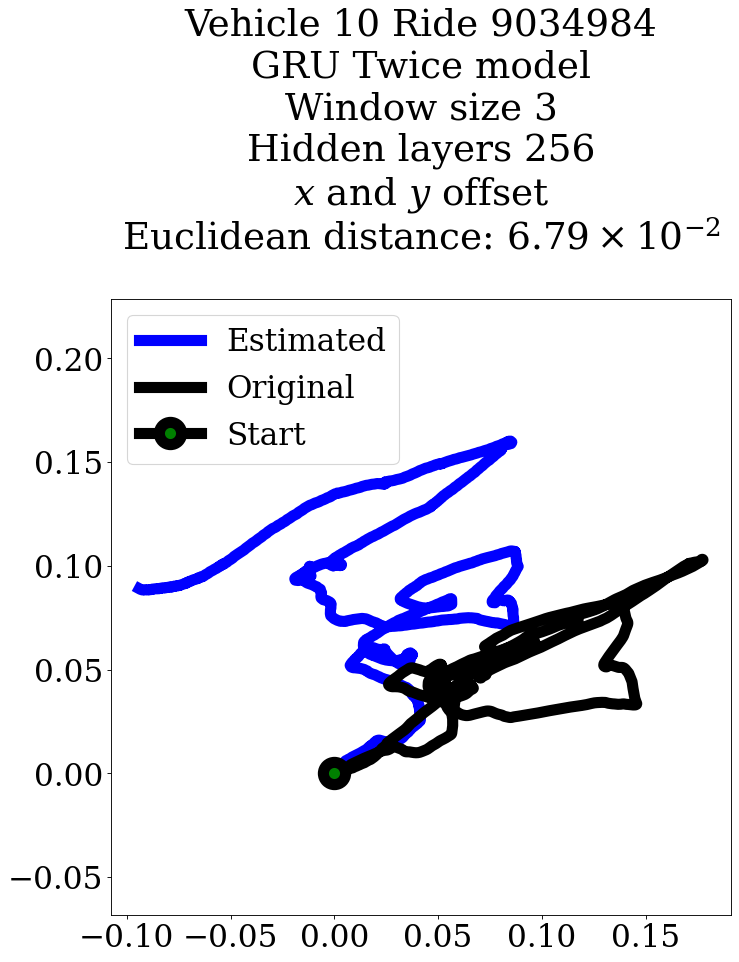 Vehicle 10 Ride 9034984
GRU Twice model
Window size 3
Hidden layers 256
x and y offset
Euclidean distance: 6.79 × 10⁻²
Estimated
Original
Start
0.20
0.15
0.10
0.05
0.00
−0.05
−0.10 −0.05 0.00 0.05 0.10 0.15